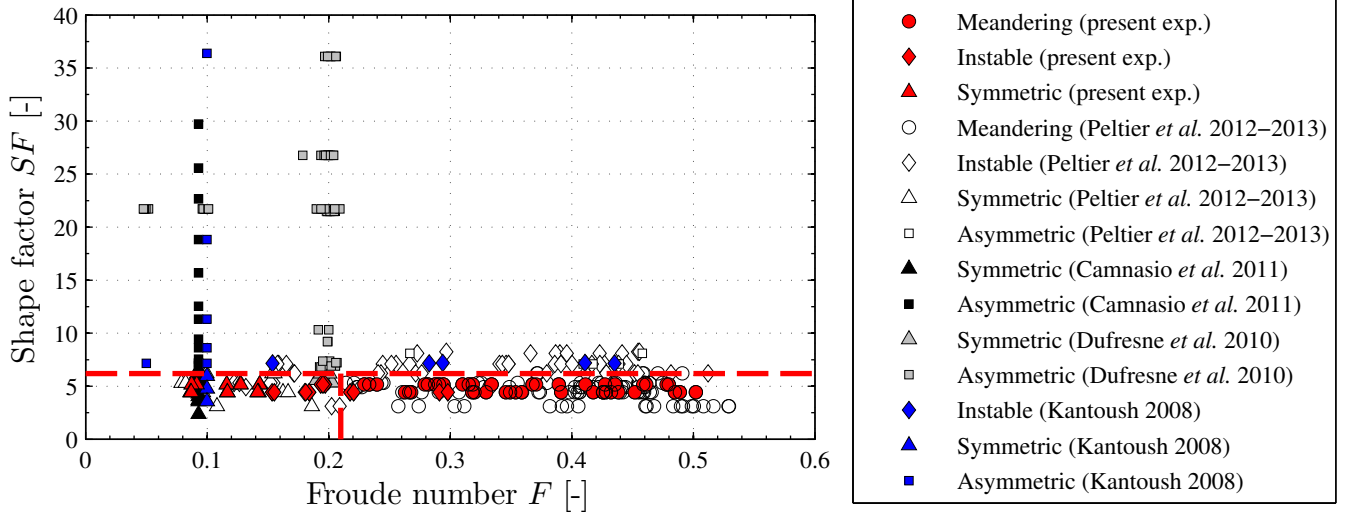 40
35
30
25
20
15
10
5
0
Shape factor SF [-]
0 0.1 0.2 0.3 0.4 0.5 0.6
Froude number F [-]
Meandering (present exp.)
Instable (present exp.)
Symmetric (present exp.)
Meandering (Peltier et al. 2012−2013)
Instable (Peltier et al. 2012−2013)
Symmetric (Peltier et al. 2012−2013)
Asymmetric (Peltier et al. 2012−2013)
Symmetric (Camnasio et al. 2011)
Asymmetric (Camnasio et al. 2011)
Symmetric (Dufresne et al. 2010)
Asymmetric (Dufresne et al. 2010)
Instable (Kantoush 2008)
Symmetric (Kantoush 2008)
Asymmetric (Kantoush 2008)